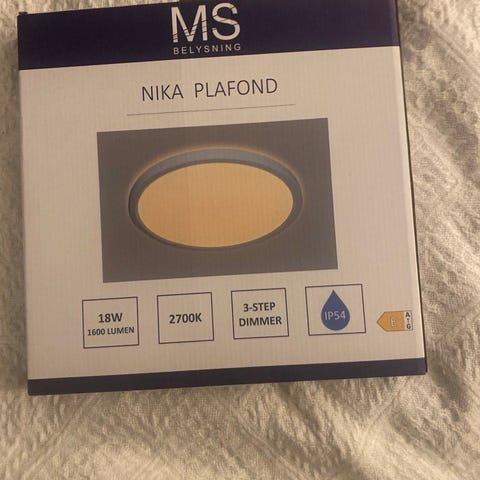 MS
BELYSNING
NIKA PLAFOND
18W
1600 LUMEN
2700K
3-STEP
DIMMER
IP54
E
A
↑
G